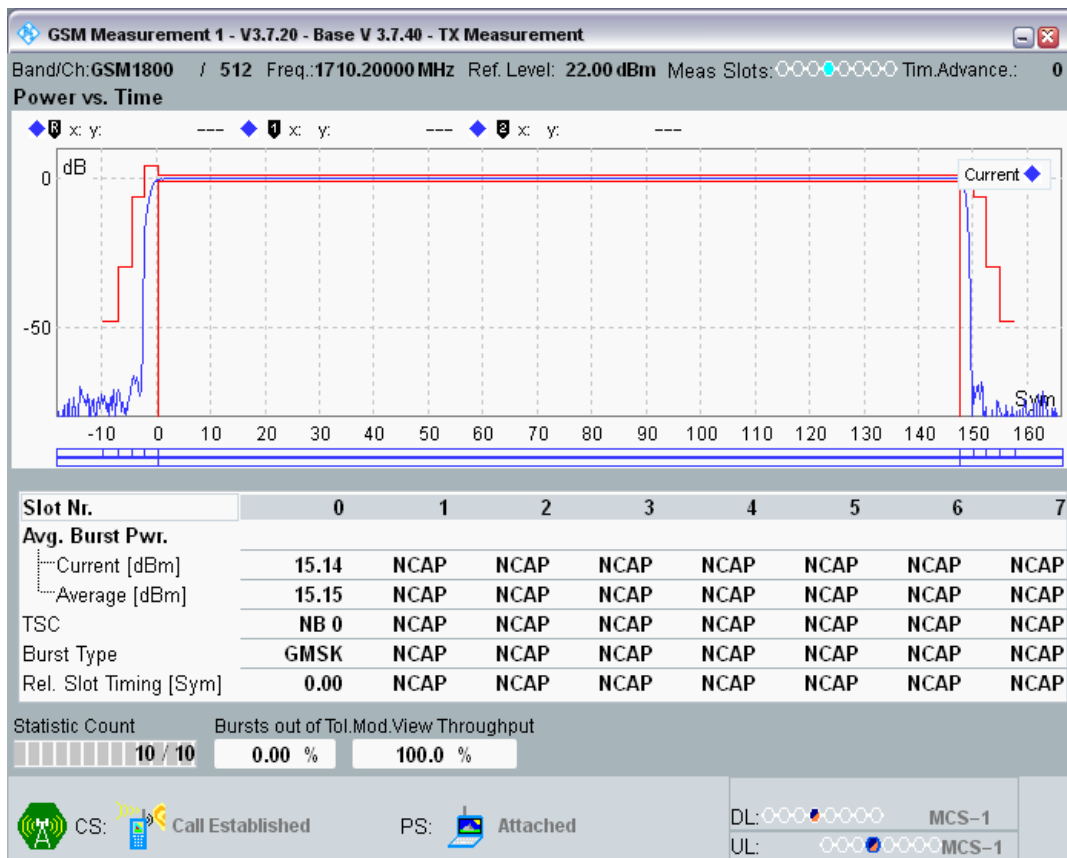 GSM Measurement 1 - V3.7.20 - Base V 3.7.40 - TX Measurement
Band/Ch:GSM1800 / 512 Freq.:1710.20000 MHz Ref. Level: 22.00 dBm Meas Slots: Tim.Advance.: 0
Power vs. Time
R x: y: --- 1 x: y: --- 2 x: y: ---
dB
Current
0
-50
Sym
-10 0 10 20 30 40 50 60 70 80 90 100 110 120 130 140 150 160
Slot Nr. 0 1 2 3 4 5 6 7
Avg. Burst Pwr.
Current [dBm] 15.14 NCAP NCAP NCAP NCAP NCAP NCAP NCAP
Average [dBm] 15.15 NCAP NCAP NCAP NCAP NCAP NCAP NCAP
TSC NB 0 NCAP NCAP NCAP NCAP NCAP NCAP NCAP
Burst Type GMSK NCAP NCAP NCAP NCAP NCAP NCAP NCAP
Rel. Slot Timing [Sym] 0.00 NCAP NCAP NCAP NCAP NCAP NCAP NCAP
Statistic Count Bursts out of Tol. Mod.View Throughput
10 / 10 0.00 % 100.0 %
CS: Call Established PS: Attached DL: MCS-1
UL: MCS-1